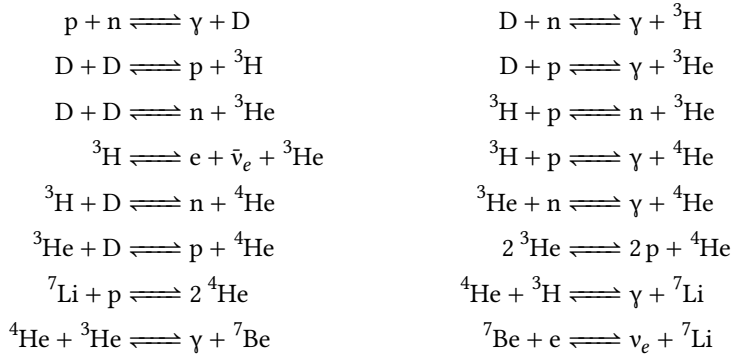 p + n ⇌ γ + D
D + n ⇌ γ + ³H
D + D ⇌ p + ³H
D + p ⇌ γ + ³He
D + D ⇌ n + ³He
³H + p ⇌ n + ³He
³H ⇌ e + ν̄ₑ + ³He
³H + p ⇌ γ + ⁴He
³H + D ⇌ n + ⁴He
³He + n ⇌ γ + ⁴He
³He + D ⇌ p + ⁴He
2 ³He ⇌ 2 p + ⁴He
⁷Li + p ⇌ 2 ⁴He
⁴He + ³H ⇌ γ + ⁷Li
⁴He + ³He ⇌ γ + ⁷Be
⁷Be + e ⇌ νₑ + ⁷Li